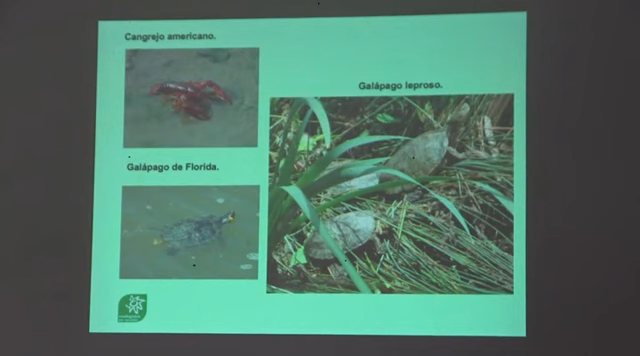 Cangrejo americano.
Galápago leproso.
Galápago de Florida.